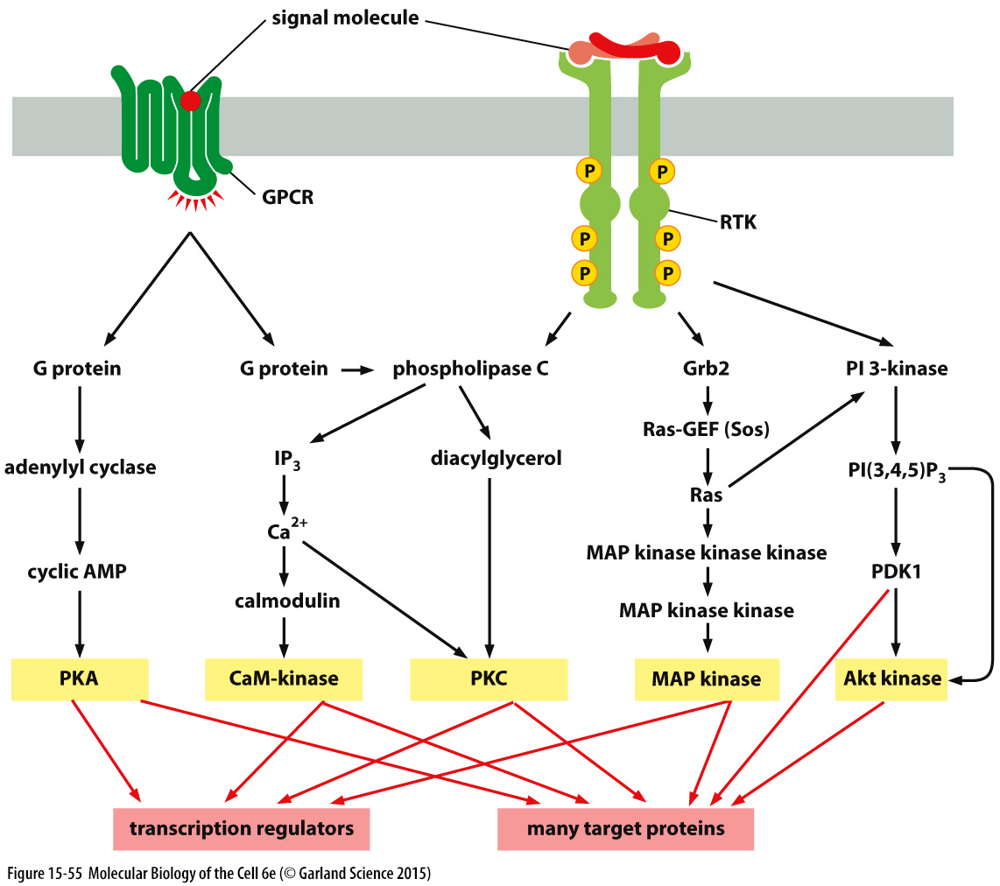 signal molecule
GPCR
P P
RTK
P P
P P
G protein G protein phospholipase C Grb2 PI 3-kinase
Ras-GEF (Sos)
adenylyl cyclase IP3 diacylglycerol PI(3,4,5)P3
Ras
Ca2+
MAP kinase kinase kinase
cyclic AMP PDK1
calmodulin MAP kinase kinase
PKA CaM-kinase PKC MAP kinase Akt kinase
transcription regulators many target proteins
Figure 15-55 Molecular Biology of the Cell 6e (© Garland Science 2015)